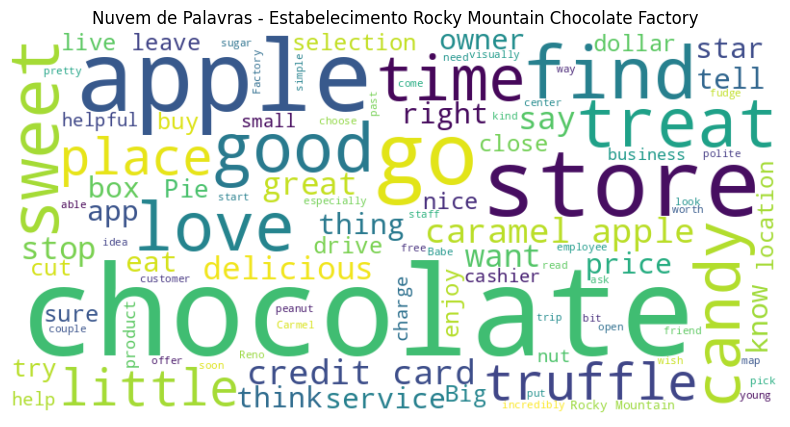 Nuvem de Palavras - Estabelecimento Rocky Mountain Chocolate Factory
live leave sugar selection owner dollar star
pretty Factory simple need visually come way tell
sweet apple time find fudge
helpful buy small right say treat
past choose kind center
place good go close business polite
box Pie great nice store look worth
able start especially staff
app love thing caramel apple location
stop idea drive free Babe want employee price
cut eat delicious customer cashier read ask candy know
sure chocolate charge enjoy
couple product peanut Carmel trip bit open friend map
try offer Reno soon nut wish pick
little credit card truffle put young
help think service Big incredibly Rocky Mountain